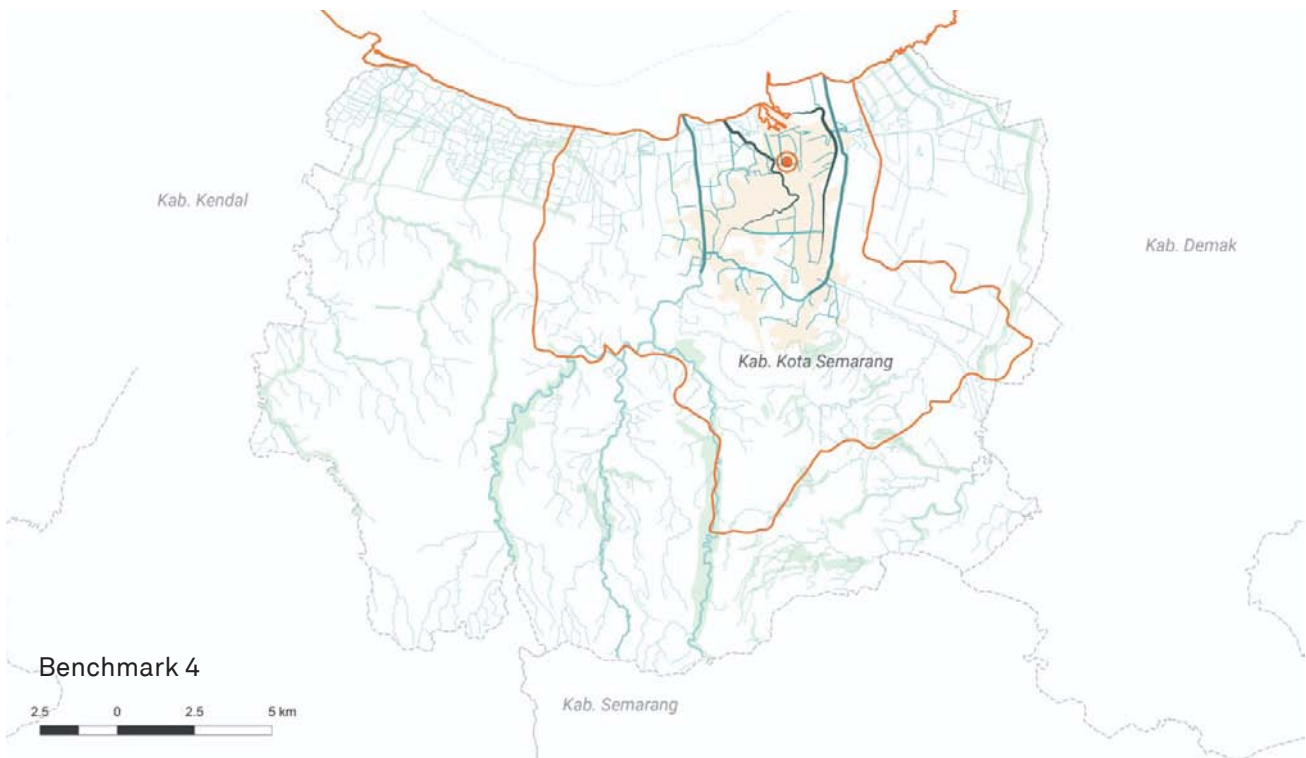 Kab. Kendal
Kab. Demak
Kab. Kota Semarang
Benchmark 4
2.5 0 2.5 5 km
Kab. Semarang